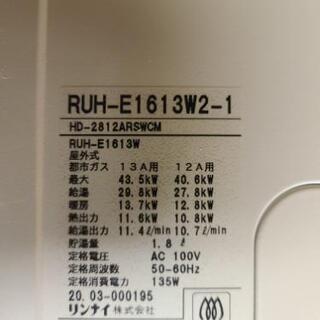 RUH-E1613W2-1
HD-2812ARSWCM
RUH-E1613W
屋外式
都市ガス 13A用 12A用
最大 43.5kW 40.6kW
給湯 29.8kW 27.8kW
暖房 13.7kW 12.8kW
熱出力 11.6kW 10.8kW
給湯出力 11.4ℓ/min 10.7ℓ/min
貯湯量 1.8ℓ
定格電圧 AC 100V
定格周波数 50-60Hz
定格消費電力 135W
20.03-000195
リンナイ株式会社